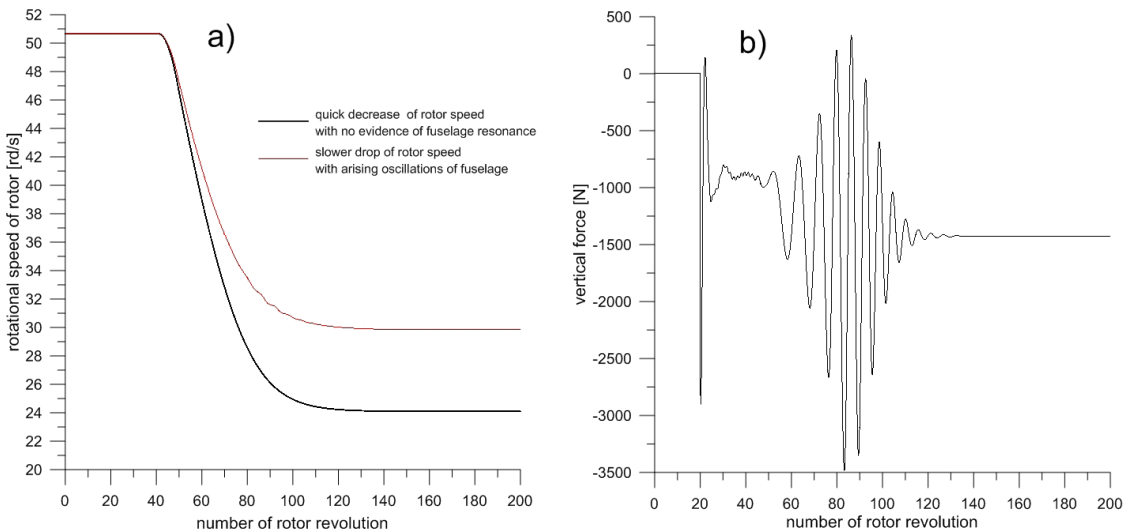 a)
52
50
48
46
44
42
40
38
36
34
32
30
28
26
24
22
20
rotational speed of rotor [rd/s]
quick decrease of rotor speed
with no evidence of fuselage resonance
slower drop of rotor speed
with arising oscillations of fuselage
0 20 40 60 80 100 120 140 160 180 200
number of rotor revolution
b)
500
0
-500
-1000
-1500
-2000
-2500
-3000
-3500
vertical force [N]
0 20 40 60 80 100 120 140 160 180 200
number of rotor revolution